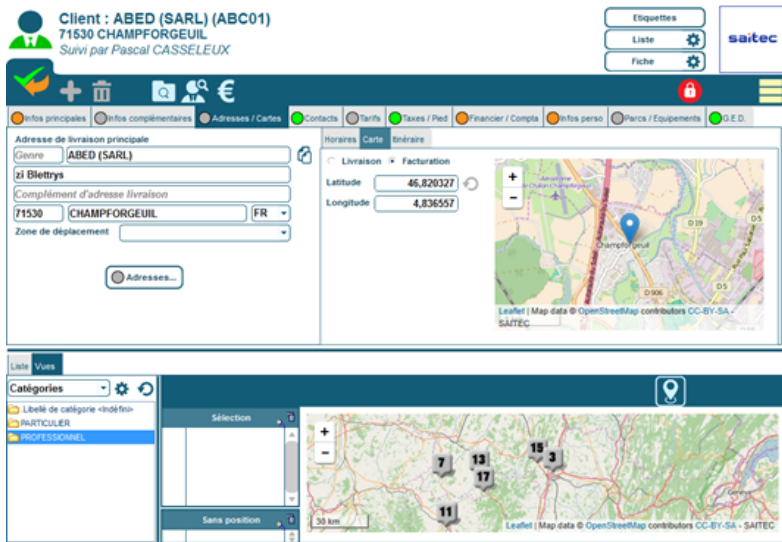 Client : ABED (SARL) (ABC01)
71530 CHAMPFORGEUIL
Suivi par Pascal CASSELEUX
Etiquettes
Liste
Fiche
saitec
Infos principales
Infos complémentaires
Adresses / Cartes
Contacts
Tarifs
Taxes / Pied
Financier / Compta
Infos perso
Parcs / Equipements
G.E.D.
Adresse de livraison principale
Genre
ABED (SARL)
zi Blettrys
Complément d'adresse livraison
71530
CHAMPFORGEUIL
FR
Zone de déplacement
Adresses...
Horaires
Carte
Itinéraire
Livraison
Facturation
Latitude
46,820327
Longitude
4,836557
+
−
Champforgeuil
D 19
D5
D 906
D5
Leaflet | Map data © OpenStreetMap contributors CC-BY-SA -
SAITEC
Liste
Vues
Catégories
Libellé de catégorie <Indéfini>
PARTICULIER
PROFESSIONNEL
Sélection
Sans position
+
−
7
13
17
15
3
11
Genève
30 km
Leaflet | Map data © OpenStreetMap contributors CC-BY-SA - SAITEC